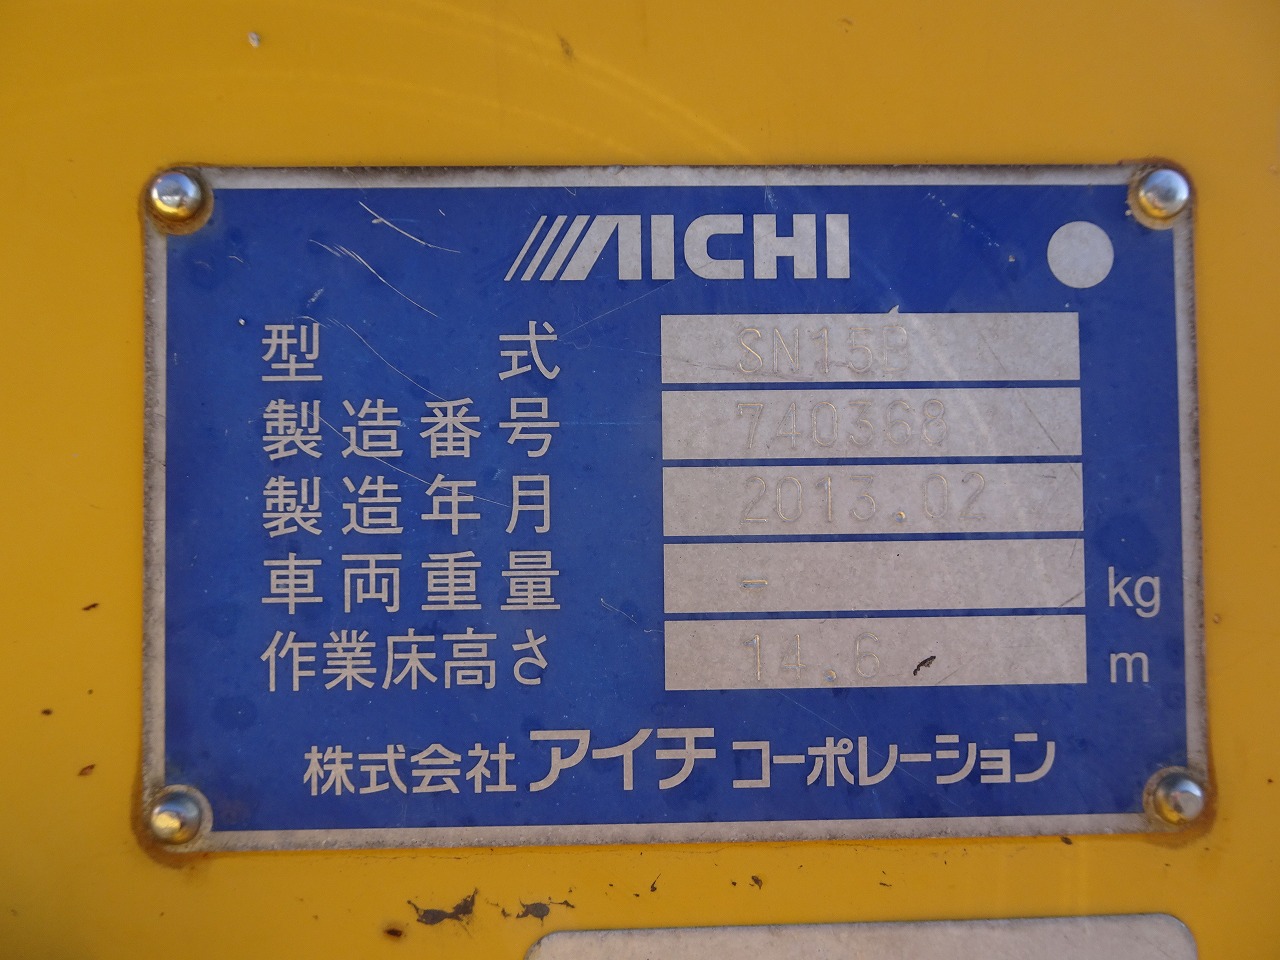 AICHI
型式 SN15B
製造番号 740368
製造年月 2013.02
車両重量 - kg
作業床高さ 14.6 m
株式会社アイチコーポレーション